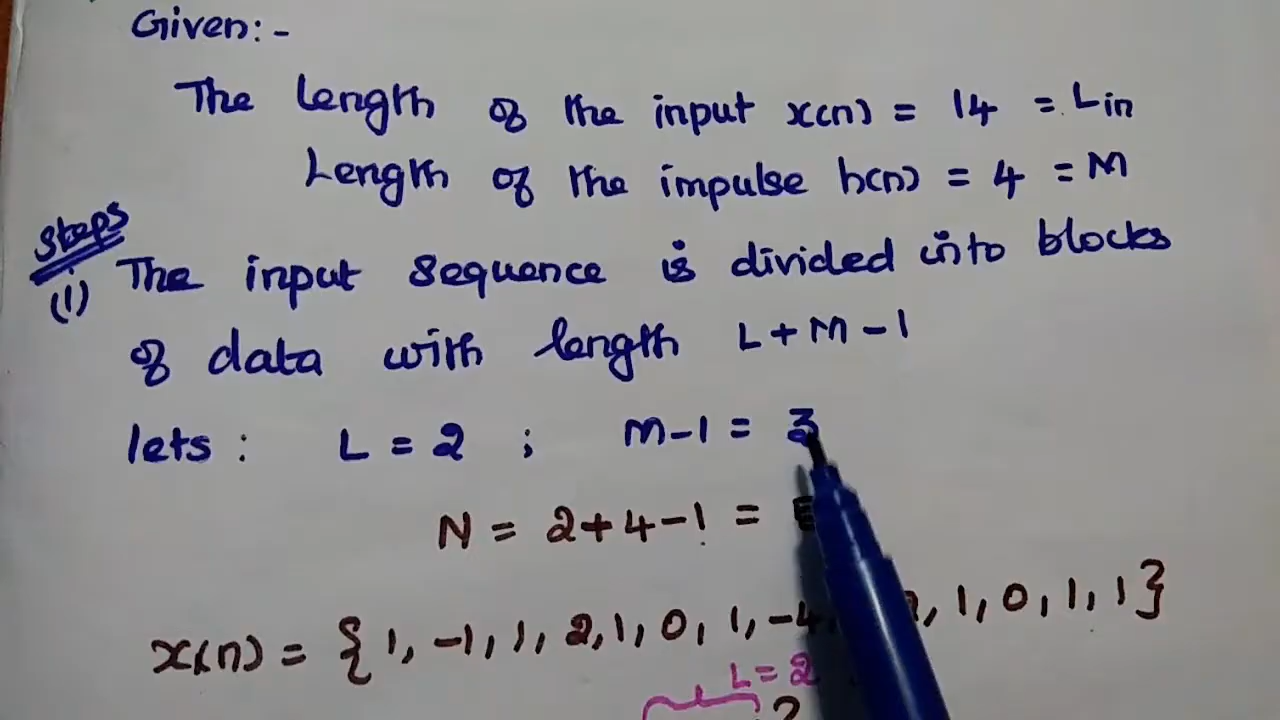 Given:-
The length of the input x(n) = 14 = Lin
Length of the impulse h(n) = 4 = M
Steps
(1) The input sequence is divided into blocks
of data with length L+M-1
lets: L = 2 ; M-1 = 3
N = 2+4-1 =
x(n) = { 1, -1, 1, 2, 1, 0, 1, -4, 1, 0, 1, 1 }
L = 2